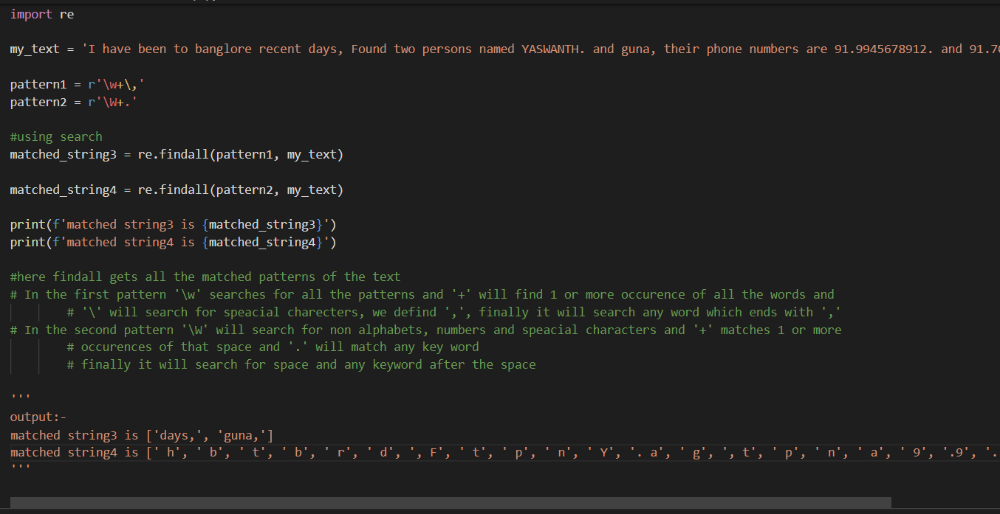 import re
my_text = 'I have been to banglore recent days, Found two persons named YASWANTH. and guna, their phone numbers are 91.9945678912. and 91.7
pattern1 = r'\w+\,'
pattern2 = r'\W+.'
#using search
matched_string3 = re.findall(pattern1, my_text)
matched_string4 = re.findall(pattern2, my_text)
print(f'matched string3 is {matched_string3}')
print(f'matched string4 is {matched_string4}')
#here findall gets all the matched patterns of the text
# In the first pattern '\w' searches for all the patterns and '+' will find 1 or more occurence of all the words and
# '\' will search for speacial charecters, we defind ',', finally it will search any word which ends with ','
# In the second pattern '\W' will search for non alphabets, numbers and speacial characters and '+' matches 1 or more
# occurences of that space and '.' will match any key word
# finally it will search for space and any keyword after the space
'''
output:-
matched string3 is ['days,', 'guna,']
matched string4 is [' h', ' b', ' t', ' b', ' r', ' d', ', F', ' t', ' p', ' n', ' Y', '. a', ' g', ', t', ' p', ' n', ' a', ' 9', '.9', '.
'''